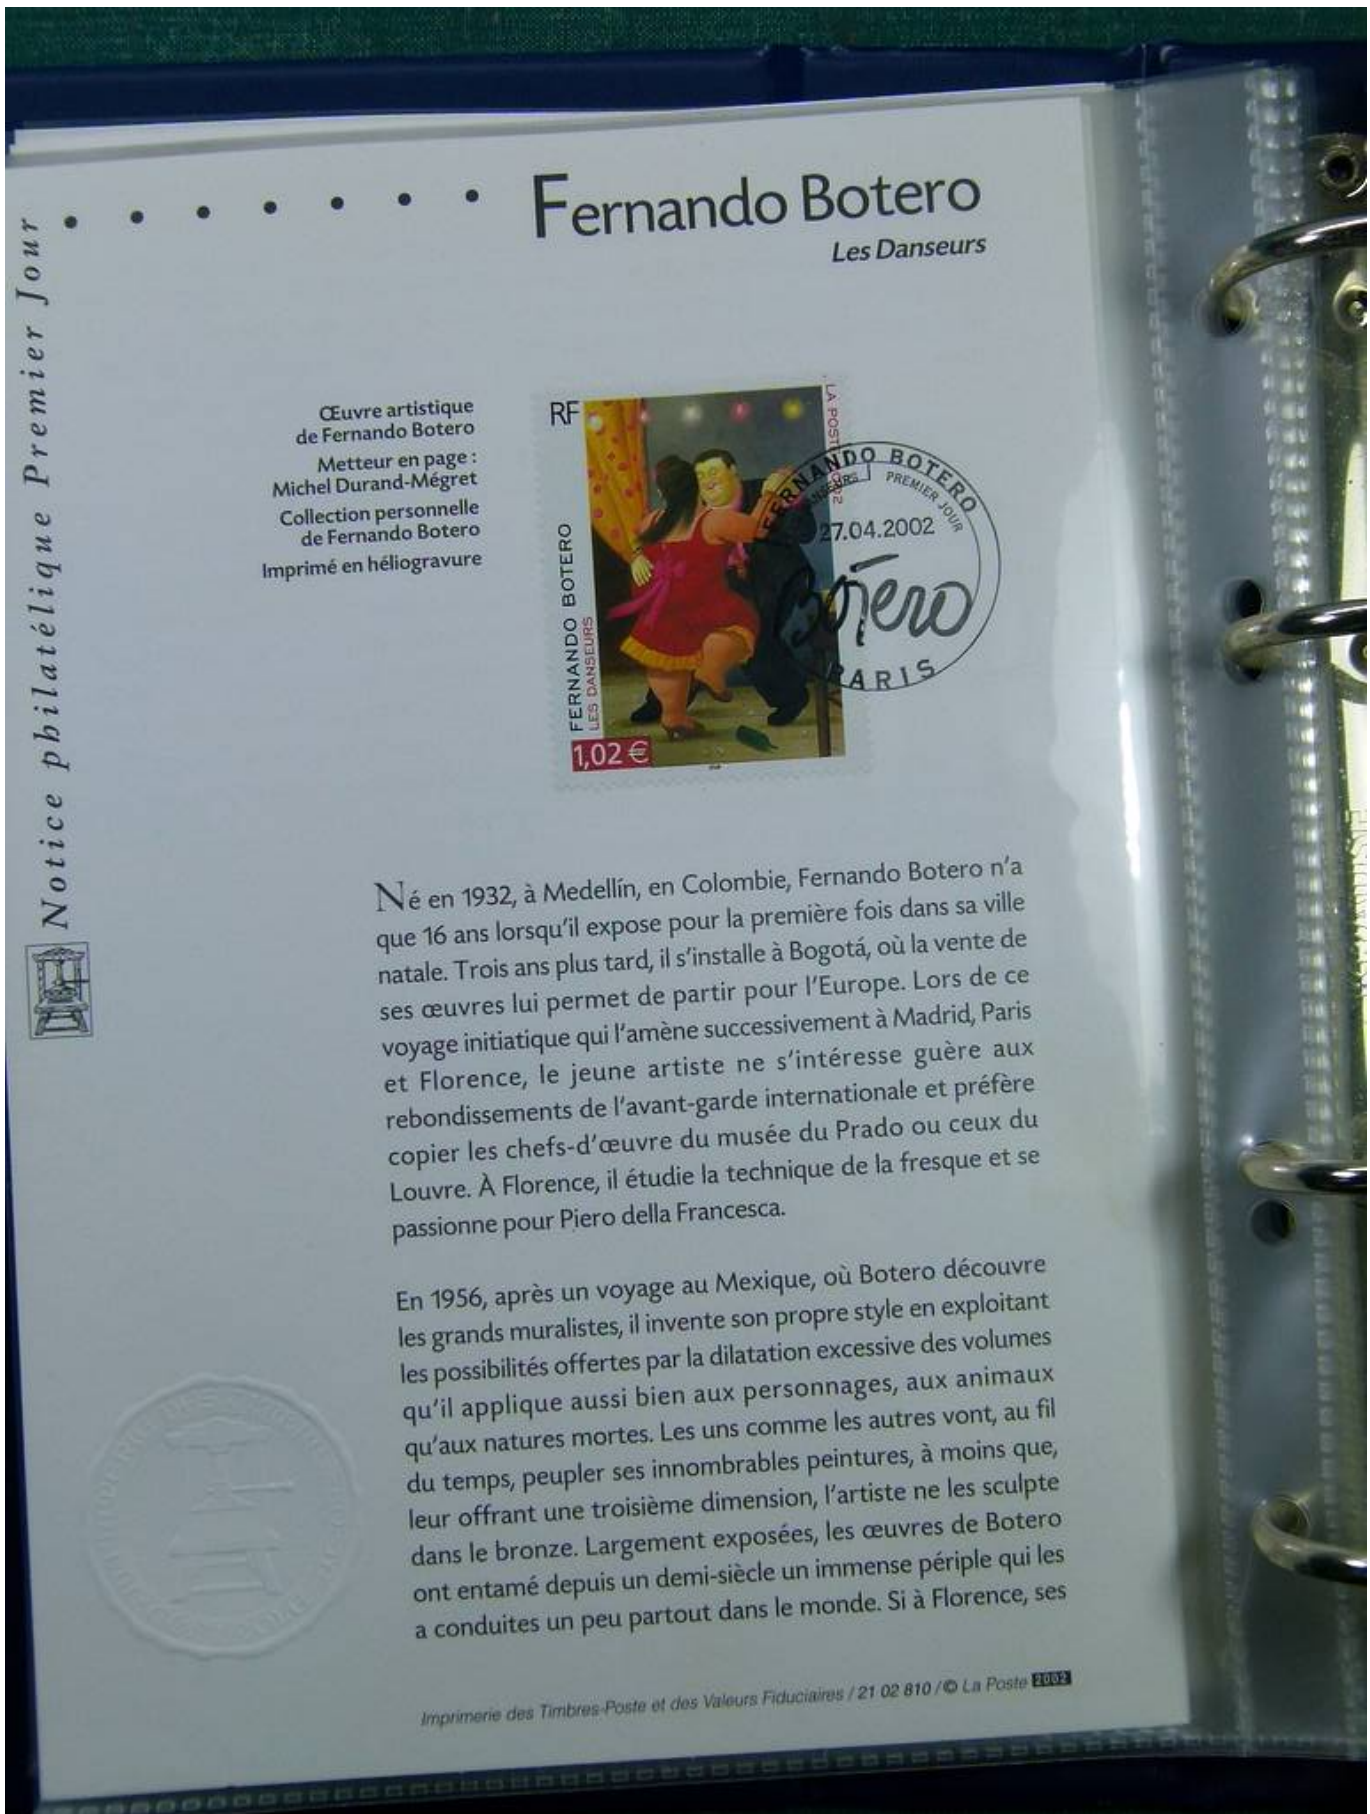 Notice philatélique Premier Jour
Fernando Botero
Les Danseurs
Œuvre artistique
de Fernando Botero
Metteur en page :
Michel Durand-Mégret
Collection personnelle
de Fernando Botero
Imprimé en héliogravure
RF
FERNANDO BOTERO
LES DANSEURS
1,02 €
LA POSTE 2002
FERNANDO BOTERO
PREMIER JOUR
27.04.2002
Botero
PARIS
Né en 1932, à Medellín, en Colombie, Fernando Botero n'a
que 16 ans lorsqu'il expose pour la première fois dans sa ville
natale. Trois ans plus tard, il s'installe à Bogotá, où la vente de
ses œuvres lui permet de partir pour l'Europe. Lors de ce
voyage initiatique qui l'amène successivement à Madrid, Paris
et Florence, le jeune artiste ne s'intéresse guère aux
rebondissements de l'avant-garde internationale et préfère
copier les chefs-d'œuvre du musée du Prado ou ceux du
Louvre. À Florence, il étudie la technique de la fresque et se
passionne pour Piero della Francesca.
En 1956, après un voyage au Mexique, où Botero découvre
les grands muralistes, il invente son propre style en exploitant
les possibilités offertes par la dilatation excessive des volumes
qu'il applique aussi bien aux personnages, aux animaux
qu'aux natures mortes. Les uns comme les autres vont, au fil
du temps, peupler ses innombrables peintures, à moins que,
leur offrant une troisième dimension, l'artiste ne les sculpte
dans le bronze. Largement exposées, les œuvres de Botero
ont entamé depuis un demi-siècle un immense périple qui les
a conduites un peu partout dans le monde. Si à Florence, ses
Imprimerie des Timbres-Poste et des Valeurs Fiduciaires / 21 02 810 / © La Poste 2002